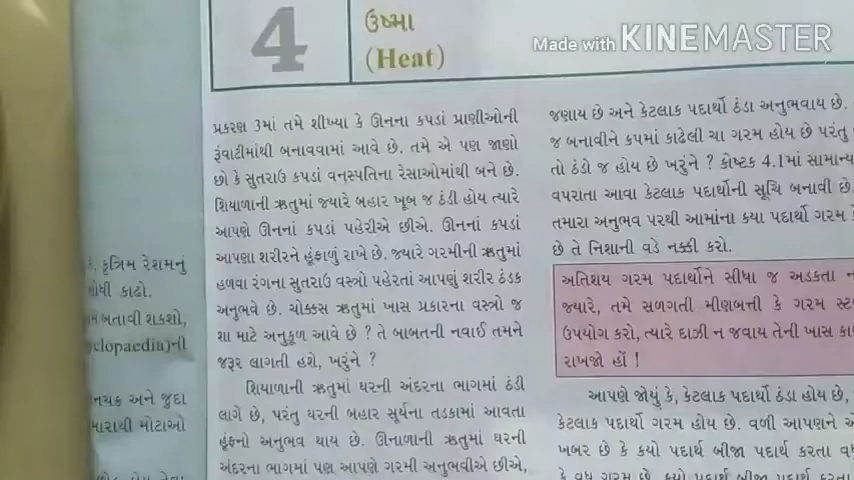 4
ઉષ્મા
(Heat)
Made with KINEMASTER
પ્રકરણ 3માં તમે શીખ્યા કે ઊનના કપડાં પ્રાણીઓની
રૂંવાટીમાંથી બનાવવામાં આવે છે. તમે એ પણ જાણો
છો કે સુતરાઉ કપડાં વનસ્પતિના રેસાઓમાંથી બને છે.
શિયાળાની ઋતુમાં જ્યારે બહાર ખૂબ જ ઠંડી હોય ત્યારે
આપણે ઊનનાં કપડાં પહેરીએ છીએ. ઊનનાં કપડાં
આપણા શરીરને હૂંફાળું રાખે છે. જ્યારે ગરમીની ઋતુમાં
હળવા રંગના સુતરાઉ વસ્ત્રો પહેરતાં આપણું શરીર ઠંડક
અનુભવે છે. ચોક્કસ ઋતુમાં ખાસ પ્રકારના વસ્ત્રો જ
શા માટે અનુકૂળ આવે છે ? તે બાબતની નવાઈ તમને
જરૂર લાગતી હશે, ખરુંને ?
શિયાળાની ઋતુમાં ઘરની અંદરના ભાગમાં ઠંડી
લાગે છે, પરંતુ ઘરની બહાર સૂર્યના તડકામાં આવતા
હૂંફનો અનુભવ થાય છે. ઊનાળાની ઋતુમાં ઘરની
અંદરના ભાગમાં પણ આપણે ગરમી અનુભવીએ છીએ,
જણાય છે અને કેટલાક પદાર્થો ઠંડા અનુભવાય છે.
જ બનાવીને કપમાં કાઢેલી ચા ગરમ હોય છે પરંતુ
તો ઠંડો જ હોય છે ખરુંને ? કોષ્ટક 4.1માં સામાન્ય
વપરાતા આવા કેટલાક પદાર્થોની સૂચિ બનાવી છે.
તમારા અનુભવ પરથી આમાંના કયા પદાર્થો ગરમ
છે તે નિશાની વડે નક્કી કરો.
અતિશય ગરમ પદાર્થોને સીધા જ અડકતા
જ્યારે, તમે સળગતી મીણબત્તી કે ગરમ
ઉપયોગ કરો, ત્યારે દાઝી ન જવાય તેની ખાસ
રાખજો હોં !
આપણે જોયું કે, કેટલાક પદાર્થો ઠંડા હોય છે,
કેટલાક પદાર્થો ગરમ હોય છે. વળી આપણને
ખબર છે કે કયો પદાર્થ બીજા પદાર્થ કરતા
કૃત્રિમ રેશમનું
કાઢો.
બતાવી શકશો,
clopaedia)ની
અને જુદા
મોટાઓ